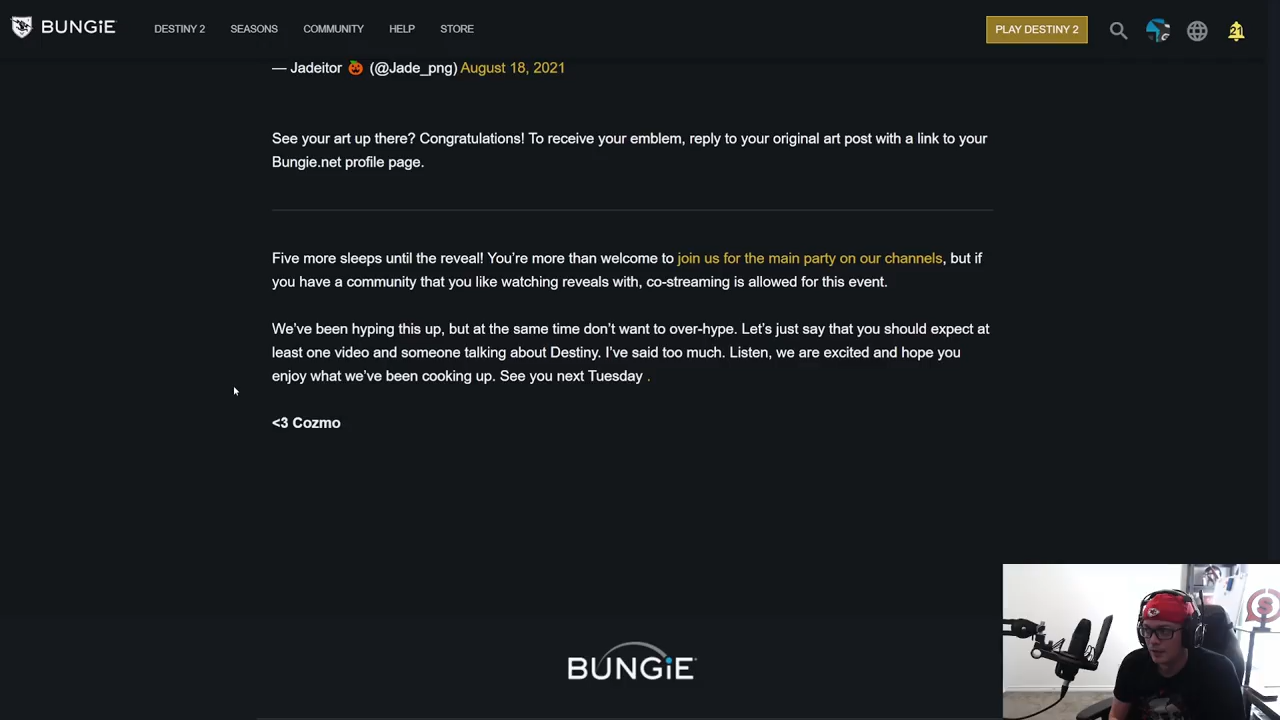 BUNGiE DESTINY 2 SEASONS COMMUNITY HELP STORE PLAY DESTINY 2 21
— Jadeitor 🎃 (@Jade_png) August 18, 2021
See your art up there? Congratulations! To receive your emblem, reply to your original art post with a link to your
Bungie.net profile page.
Five more sleeps until the reveal! You’re more than welcome to join us for the main party on our channels, but if
you have a community that you like watching reveals with, co-streaming is allowed for this event.
We’ve been hyping this up, but at the same time don’t want to over-hype. Let’s just say that you should expect at
least one video and someone talking about Destiny. I’ve said too much. Listen, we are excited and hope you
enjoy what we’ve been cooking up. See you next Tuesday .
<3 Cozmo
BUNGiE